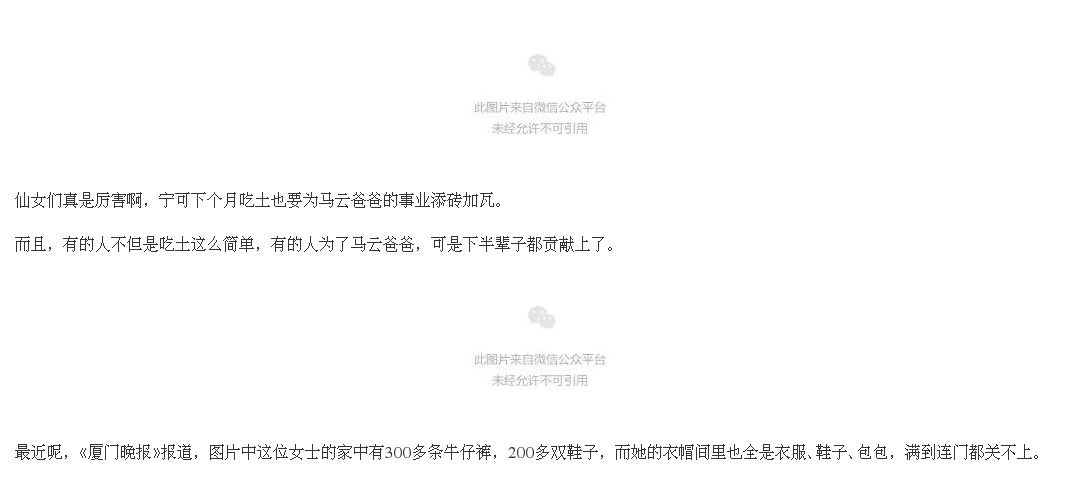 此图片来自微信公众平台
未经允许不可引用
仙女们真是厉害啊，宁可下个月吃土也要为马云爸爸的事业添砖加瓦。
而且，有的人不但是吃土这么简单，有的人为了马云爸爸，可是下半辈子都贡献上了。
此图片来自微信公众平台
未经允许不可引用
最近呢，《厦门晚报》报道，图片中这位女士的家中有300多条牛仔裤，200多双鞋子，而她的衣帽间里也全是衣服、鞋子、包包，满到连门都关不上。